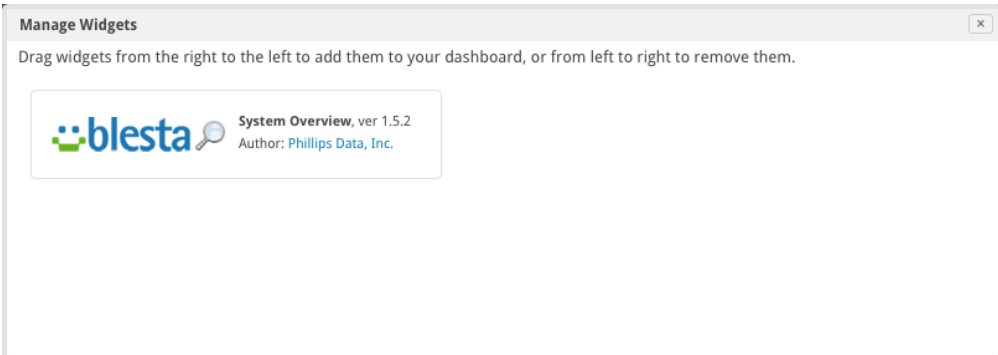 Manage Widgets
Drag widgets from the right to the left to add them to your dashboard, or from left to right to remove them.
blesta
System Overview, ver 1.5.2
Author: Phillips Data, Inc.